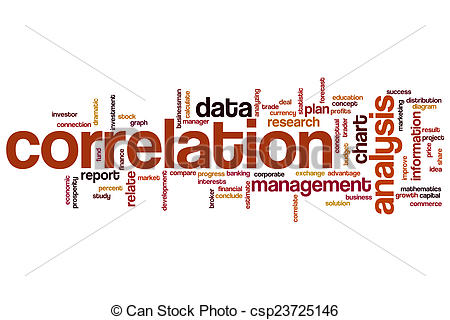 success
forecast
statistic
education
concept
profits
distribution
diagram
marketing
analyzing
trade
deal
currency
plan
businessman
calculate
data
manager
research
investor
dramatic
investment
connection
stock
graph
result
project
correlation
conceptual
trader
chart
analysis
information
improve
price
share
idea
fund
finance
economic
prosperity
report
percent
study
relate
market
development
compare
progress
banking
corporate
exchange
advantage
interests
financial
management
broker
conclude
estimate
correlate
business
solution
mathematics
growth
capital
commerce
© Can Stock Photo - csp23725146